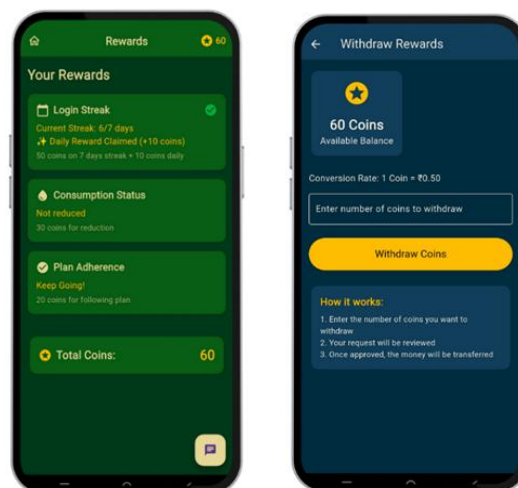 Rewards
60
Your Rewards
Login Streak
Current Streak: 6/7 days
✨ Daily Reward Claimed (+10 coins)
50 coins on 7 days streak + 10 coins daily
Consumption Status
Not reduced
30 coins for reduction
Plan Adherence
Keep Going!
20 coins for following plan
Total Coins:
60
Withdraw Rewards
60 Coins
Available Balance
Conversion Rate: 1 Coin = ₹0.50
Enter number of coins to withdraw
Withdraw Coins
How it works:
1. Enter the number of coins you want to
withdraw
2. Your request will be reviewed
3. Once approved, the money will be transferred